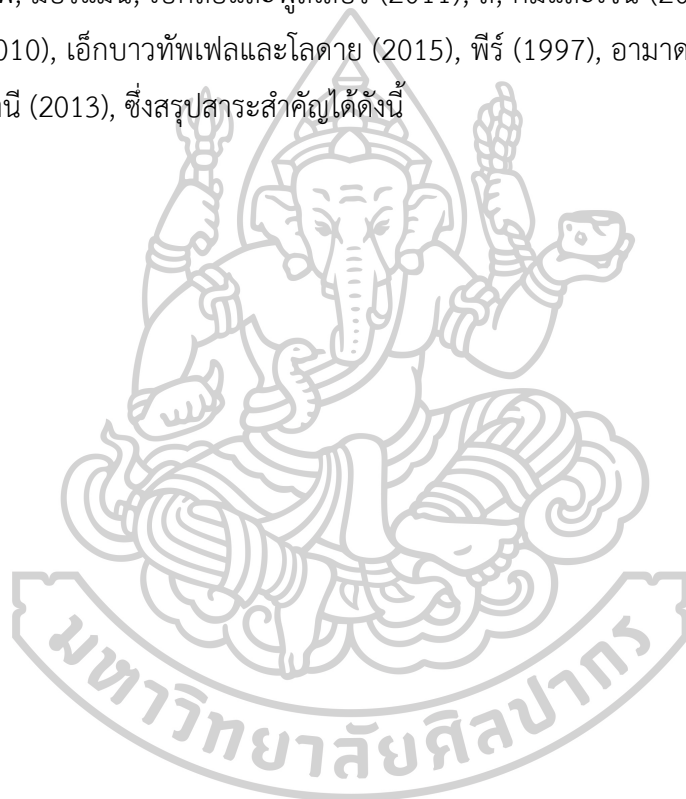 (2011),
010), เอ็กบาวทัพเฟลและโลดาย (2015), พีร์ (1997), อามาด
นี (2013), ซึ่งสรุปสาระสำคัญได้ดังนี้
มหาวิทยาลัยศิลปากร